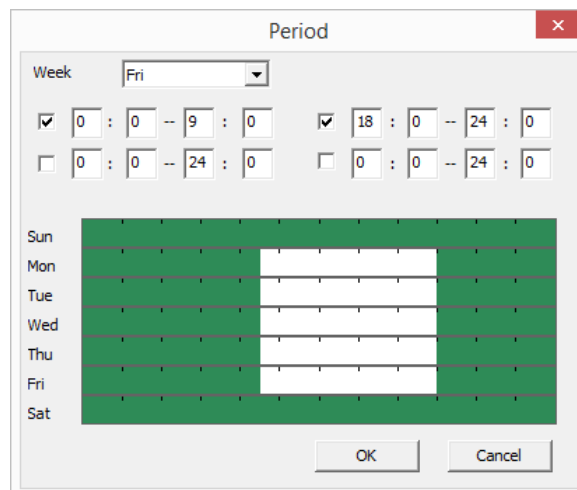 Period
Week Fri
0 : 0 -- 9 : 0 18 : 0 -- 24 : 0
0 : 0 -- 24 : 0 0 : 0 -- 24 : 0
Sun
Mon
Tue
Wed
Thu
Fri
Sat
OK Cancel